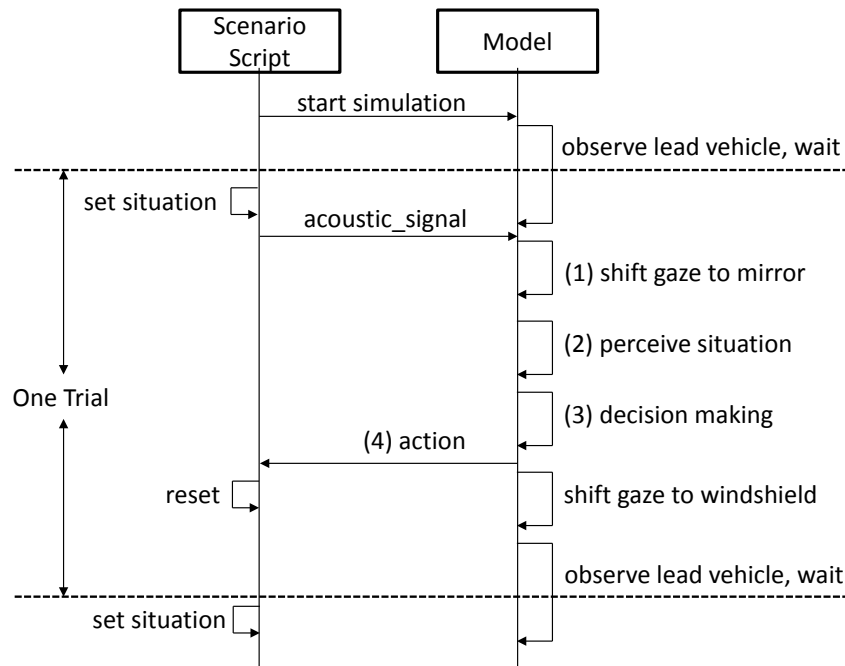 Scenario
Script
Model
start simulation
observe lead vehicle, wait
set situation
acoustic_signal
(1) shift gaze to mirror
(2) perceive situation
One Trial
(3) decision making
(4) action
reset
shift gaze to windshield
observe lead vehicle, wait
set situation